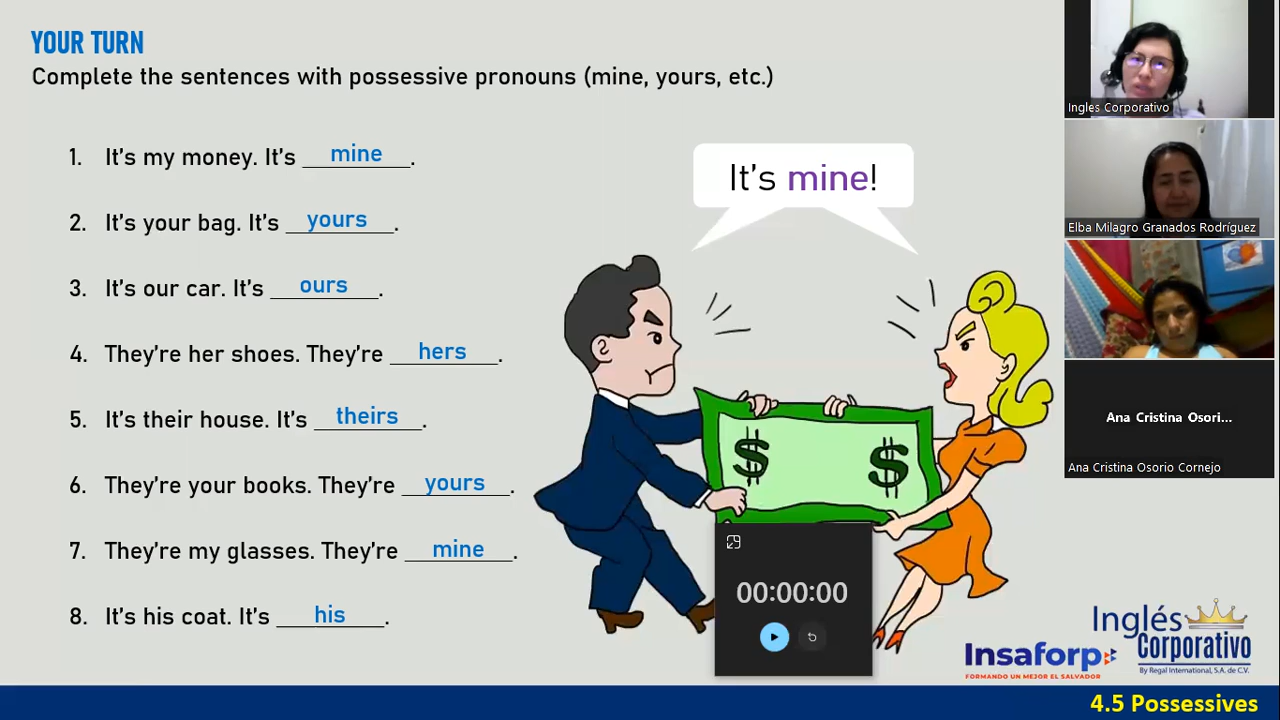 YOUR TURN
Complete the sentences with possessive pronouns (mine, yours, etc.)
1. It's my money. It's mine.
2. It's your bag. It's yours.
3. It's our car. It's ours.
4. They're her shoes. They're hers.
5. It's their house. It's theirs.
6. They're your books. They're yours.
7. They're my glasses. They're mine.
8. It's his coat. It's his.
It's mine!
$ $
00:00:00
Insaforp
FORMANDO UN MEJOR EL SALVADOR
Inglés
Corporativo
By Regal International, S.A. de C.V.
4.5 Possessives
Ingles Corporativo
Elba Milagro Granados Rodríguez
Ana Cristina Osori...
Ana Cristina Osorio Cornejo